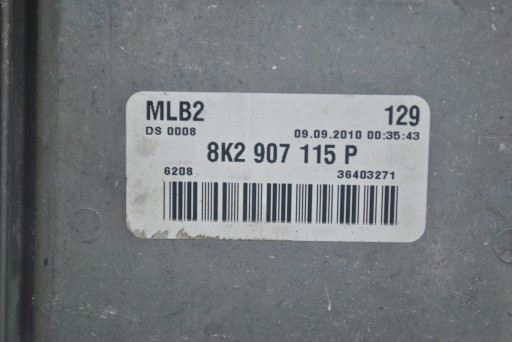 MLB2 129
DS 0008 09.09.2010 00:35:43
8K2 907 115 P
6208 36403271